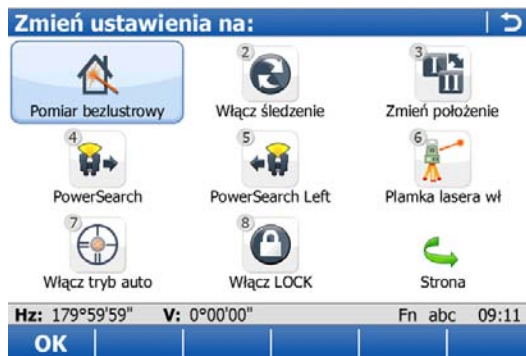 Zmień ustawienia na:
Pomiar bezlustrowy
2
Włącz śledzenie
3
Zmień położenie
I
II
4
PowerSearch
5
PowerSearch Left
6
Plamka lasera wł
7
Włącz tryb auto
8
Włącz LOCK
Strona
Hz: 179°59'59" V: 0°00'00" Fn abc 09:11
OK